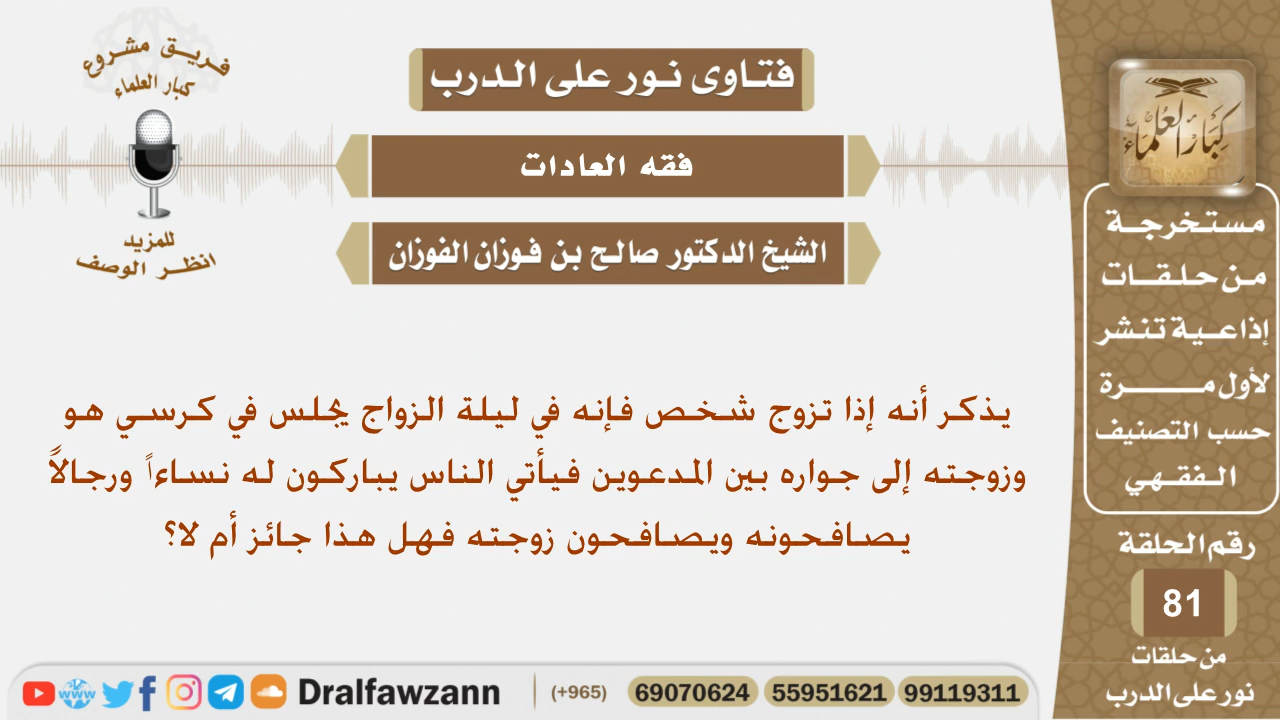 فريق مشروع
كبار العلماء
للمزيد
انظر الوصف
فتاوى نور على الدرب
فقه العادات
الشيخ الدكتور صالح بن فوزان الفوزان
يذكر أنه إذا تزوج شخص فإنه في ليلة الزواج يجلس في كرسي هو
وزوجته إلى جواره بين المدعوين فيأتي الناس يباركون له نساءاً ورجالاً
يصافحونه ويصافحون زوجته فهل هذا جائز أم لا؟
كبار العلماء
مستخرجة
من حلقات
إذاعية تنشر
لأول مرة
حسب التصنيف
الفقهي
رقم الحلقة
81
من حلقات
نور على الدرب
www
Dralfawzann
(+965)
69070624
55951621
99119311